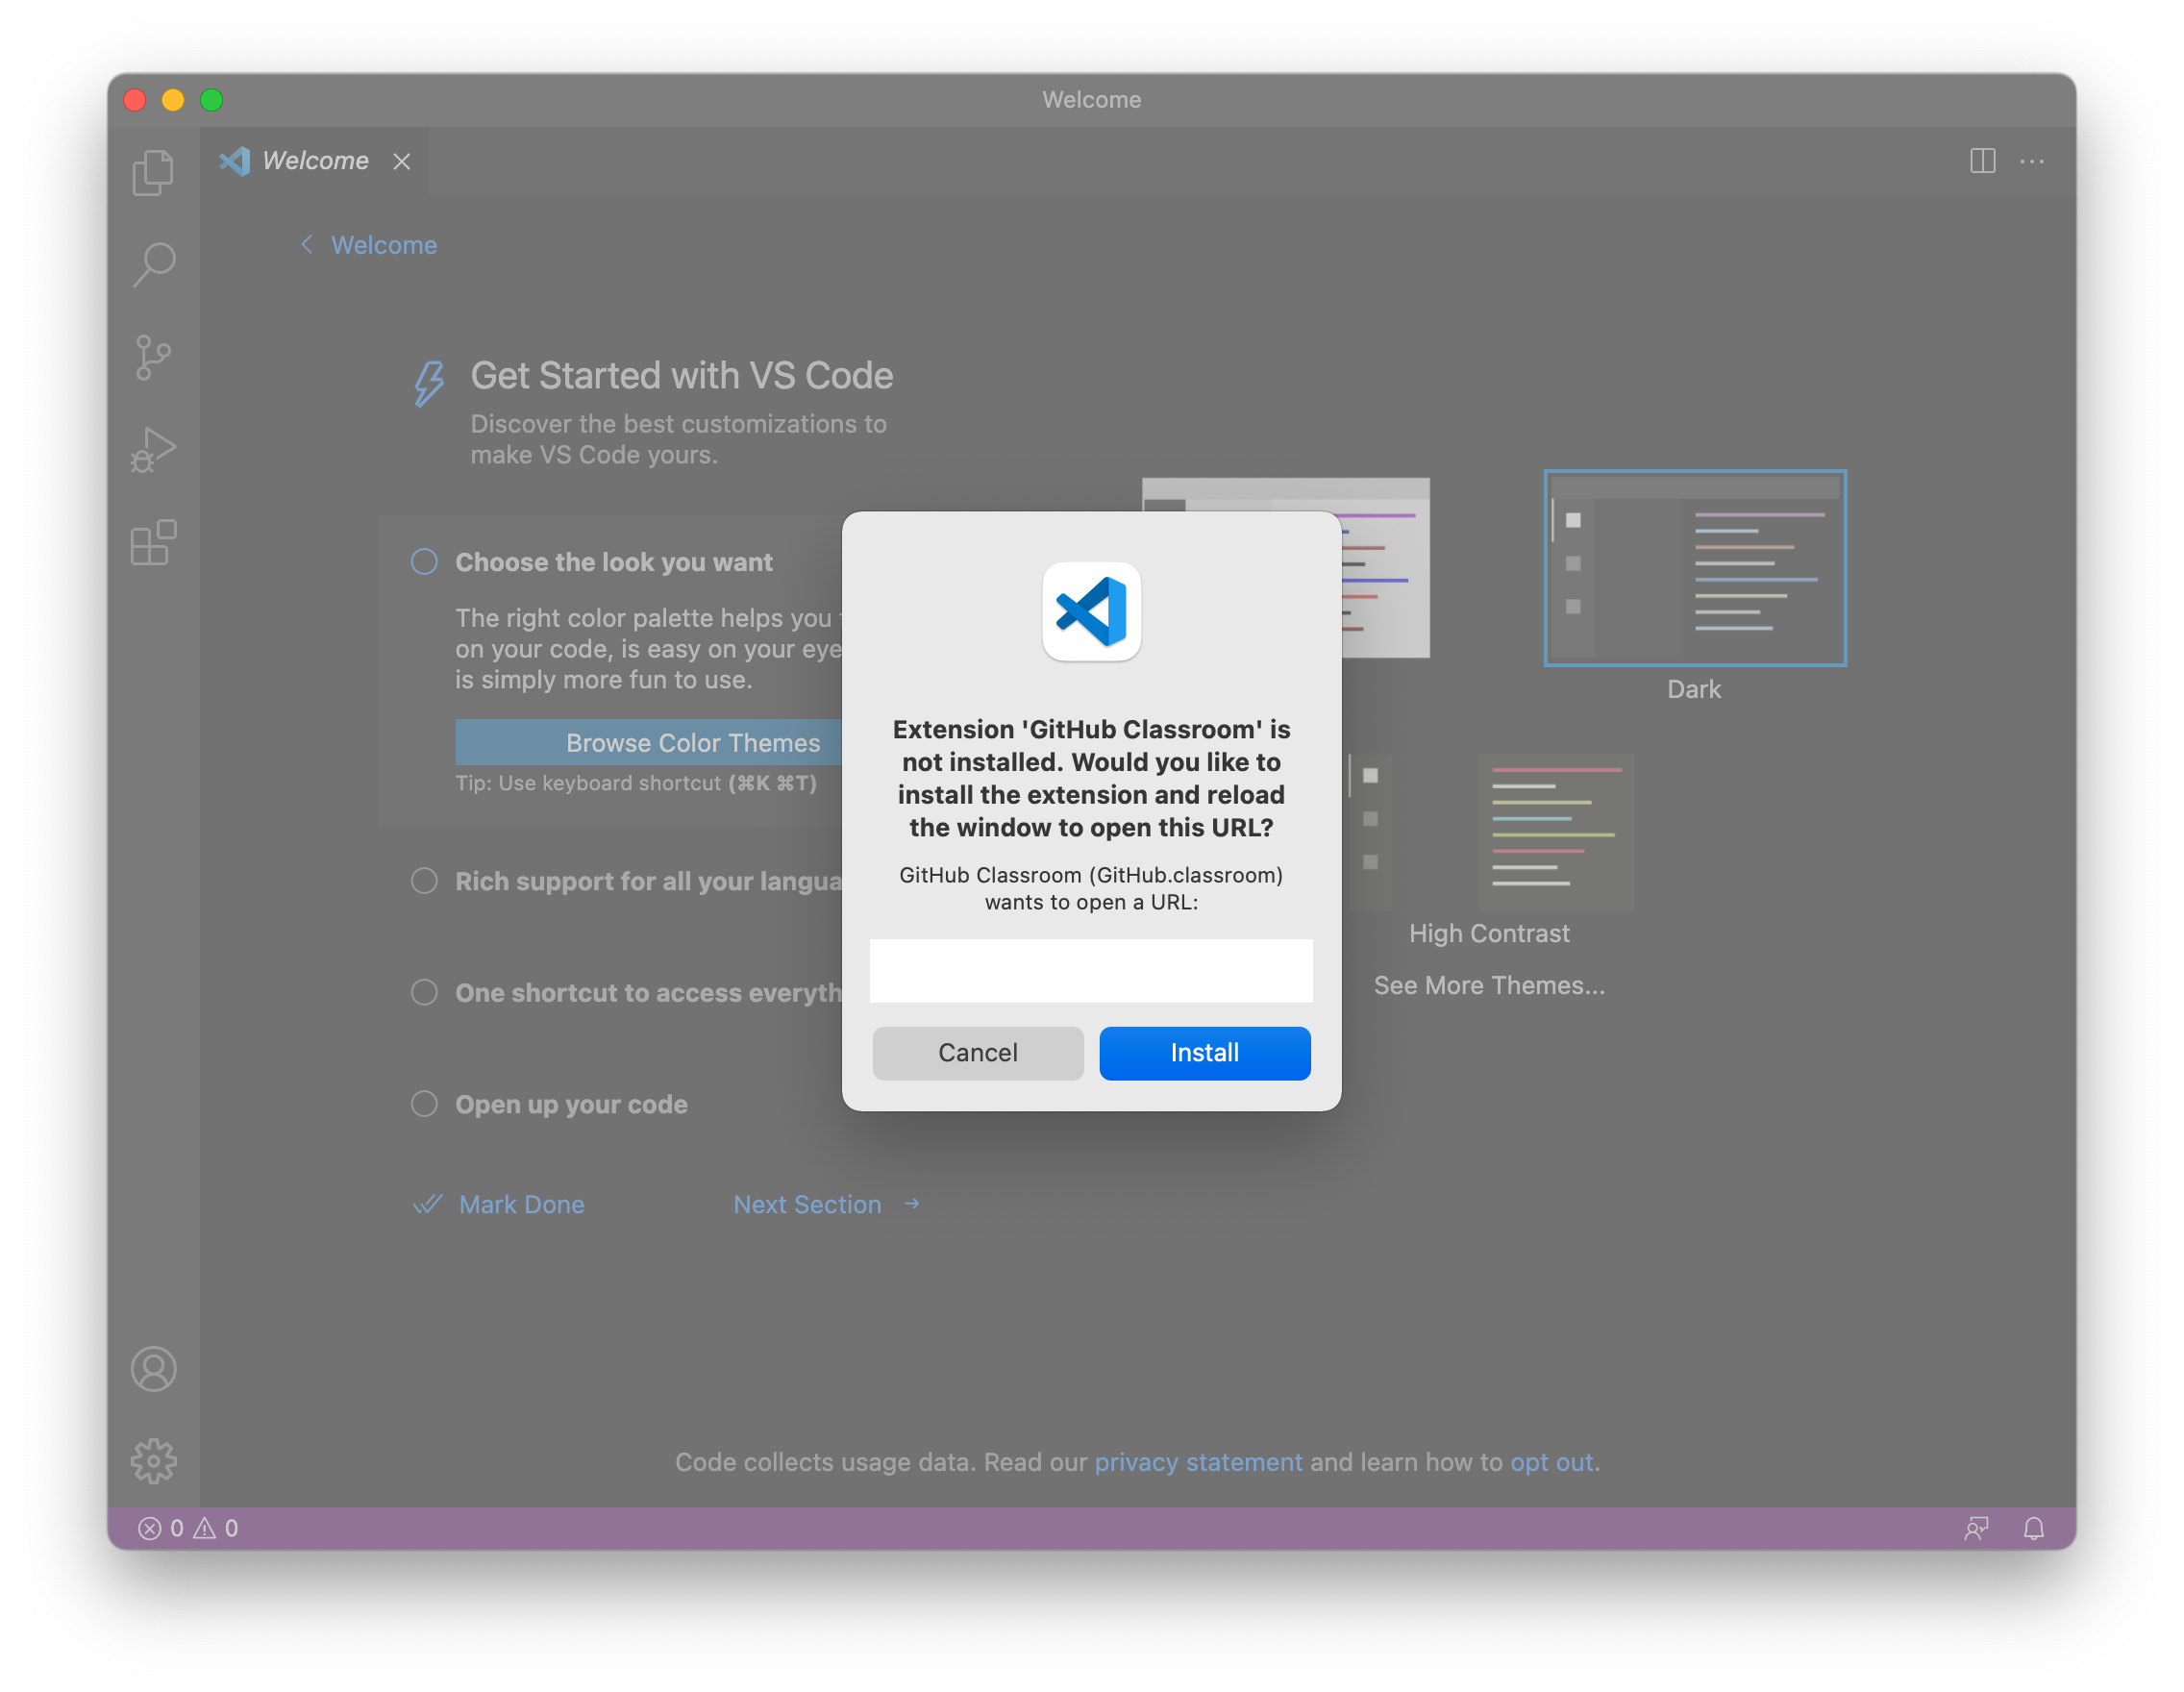 Welcome
Welcome
Welcome
Get Started with VS Code
Discover the best customizations to
make VS Code yours.
Choose the look you want
The right color palette helps you
on your code, is easy on your eye
is simply more fun to use.
Browse Color Themes
Tip: Use keyboard shortcut (⌘K ⌘T)
Rich support for all your langua
One shortcut to access everyth
Open up your code
Mark Done
Next Section →
Dark
High Contrast
See More Themes...
Extension 'GitHub Classroom' is
not installed. Would you like to
install the extension and reload
the window to open this URL?
GitHub Classroom (GitHub.classroom)
wants to open a URL:
Cancel
Install
Code collects usage data. Read our privacy statement and learn how to opt out.
0 0